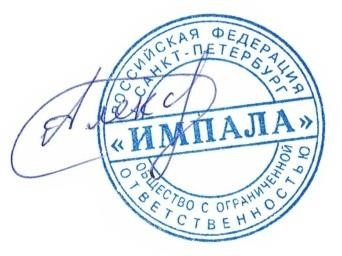 РОССИЙСКАЯ ФЕДЕРАЦИЯ
САНКТ-ПЕТЕРБУРГ
«ИМПАЛА»
ОБЩЕСТВО С ОГРАНИЧЕННОЙ
ОТВЕТСТВЕННОСТЬЮ